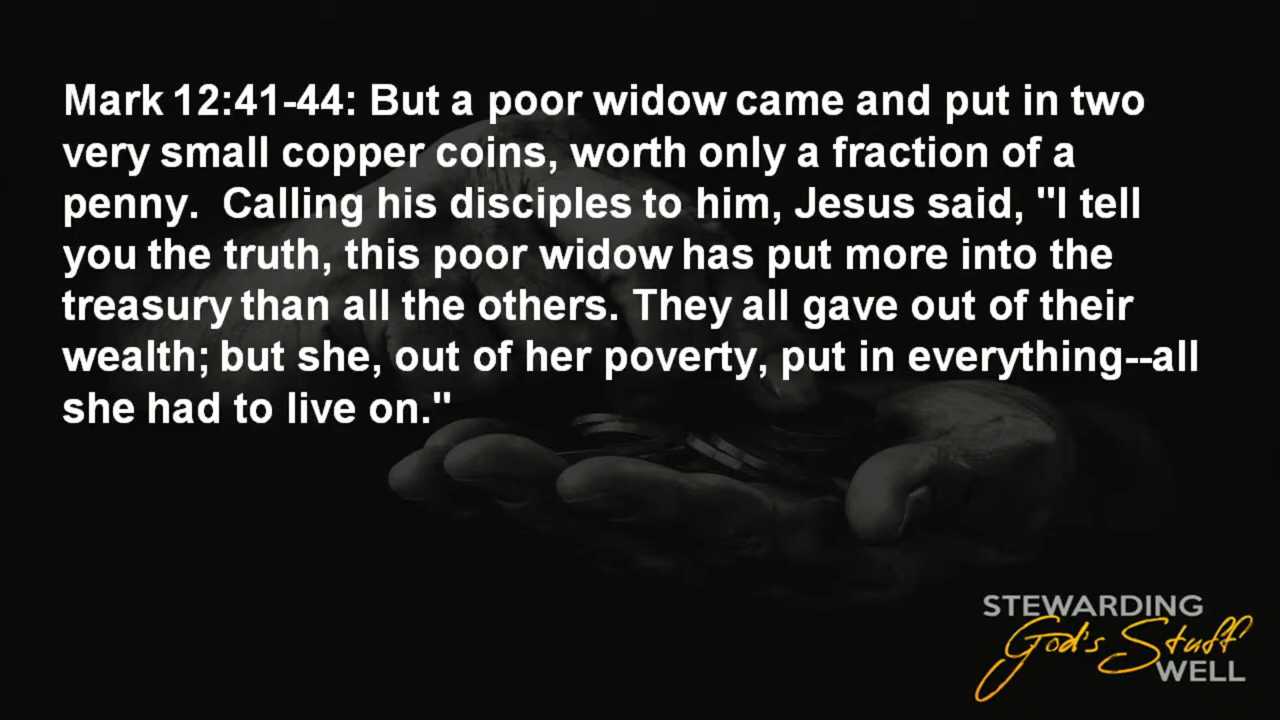 Mark 12:41-44: But a poor widow came and put in two
very small copper coins, worth only a fraction of a
penny.  Calling his disciples to him, Jesus said, "I tell
you the truth, this poor widow has put more into the
treasury than all the others. They all gave out of their
wealth; but she, out of her poverty, put in everything--all
she had to live on."
STEWARDING
God's Stuff
WELL